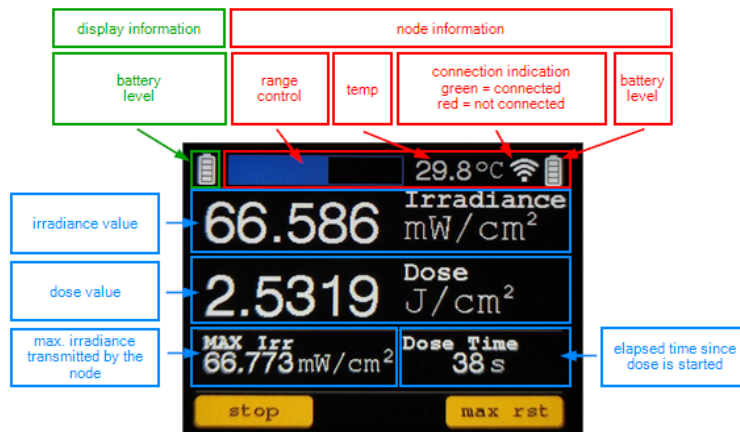 display information
node information
battery
level
range
control
temp
connection indication
green = connected
red = not connected
battery
level
29.8°C
irradiance value
66.586
Irradiance
mW/cm²
dose value
2.5319
Dose
J/cm²
max. irradiance
transmitted by the
node
MAX Irr
66.773 mW/cm²
Dose Time
38 s
elapsed time since
dose is started
stop
max rst